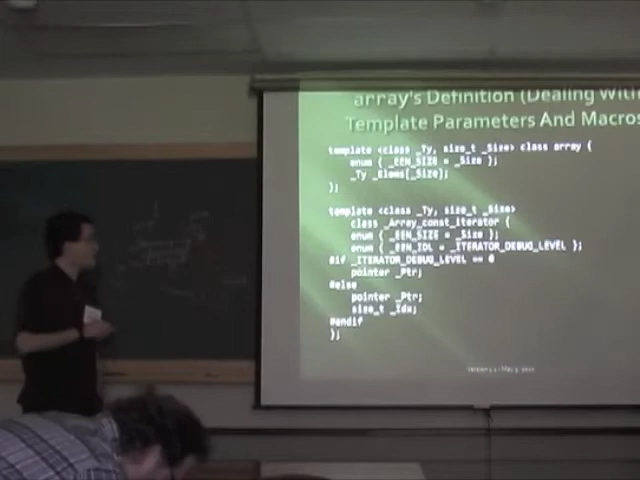 array's Definition (Dealing With
Template Parameters And Macros
template <class _Ty, size_t _Size> class array {
enum { _EEN_SIZE = _Size };
_Ty _Elems[_Size];
};
template <class _Ty, size_t _Size>
class _Array_const_iterator {
enum { _EEN_SIZE = _Size };
enum { _EEN_IDL = _ITERATOR_DEBUG_LEVEL };
#if _ITERATOR_DEBUG_LEVEL == 0
pointer _Ptr;
#else
pointer _Ptr;
size_t _Idx;
#endif
};